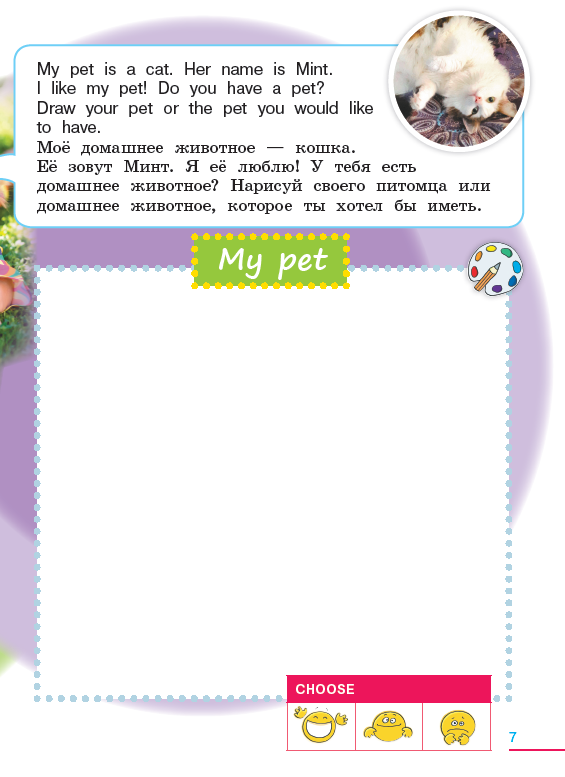 My pet is a cat. Her name is Mint.
I like my pet! Do you have a pet?
Draw your pet or the pet you would like
to have.
Моё домашнее животное — кошка.
Её зовут Минт. Я её люблю! У тебя есть
домашнее животное? Нарисуй своего питомца или
домашнее животное, которое ты хотел бы иметь.
My pet
CHOOSE
7